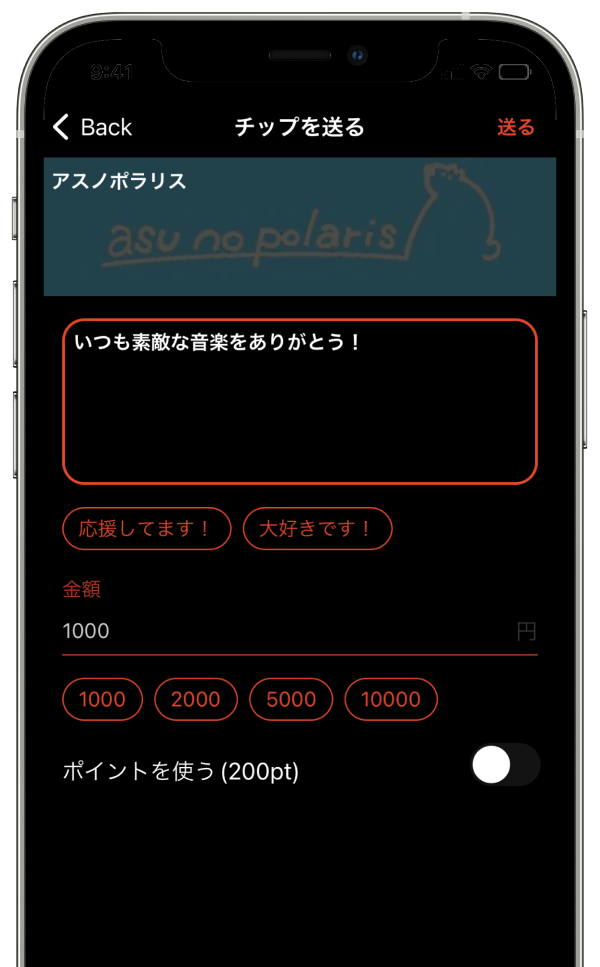 9:41
Back
チップを送る
送る
アスノポラリス
asu no polaris
いつも素敵な音楽をありがとう！
応援してます！
大好きです！
金額
1000
円
1000
2000
5000
10000
ポイントを使う (200pt)